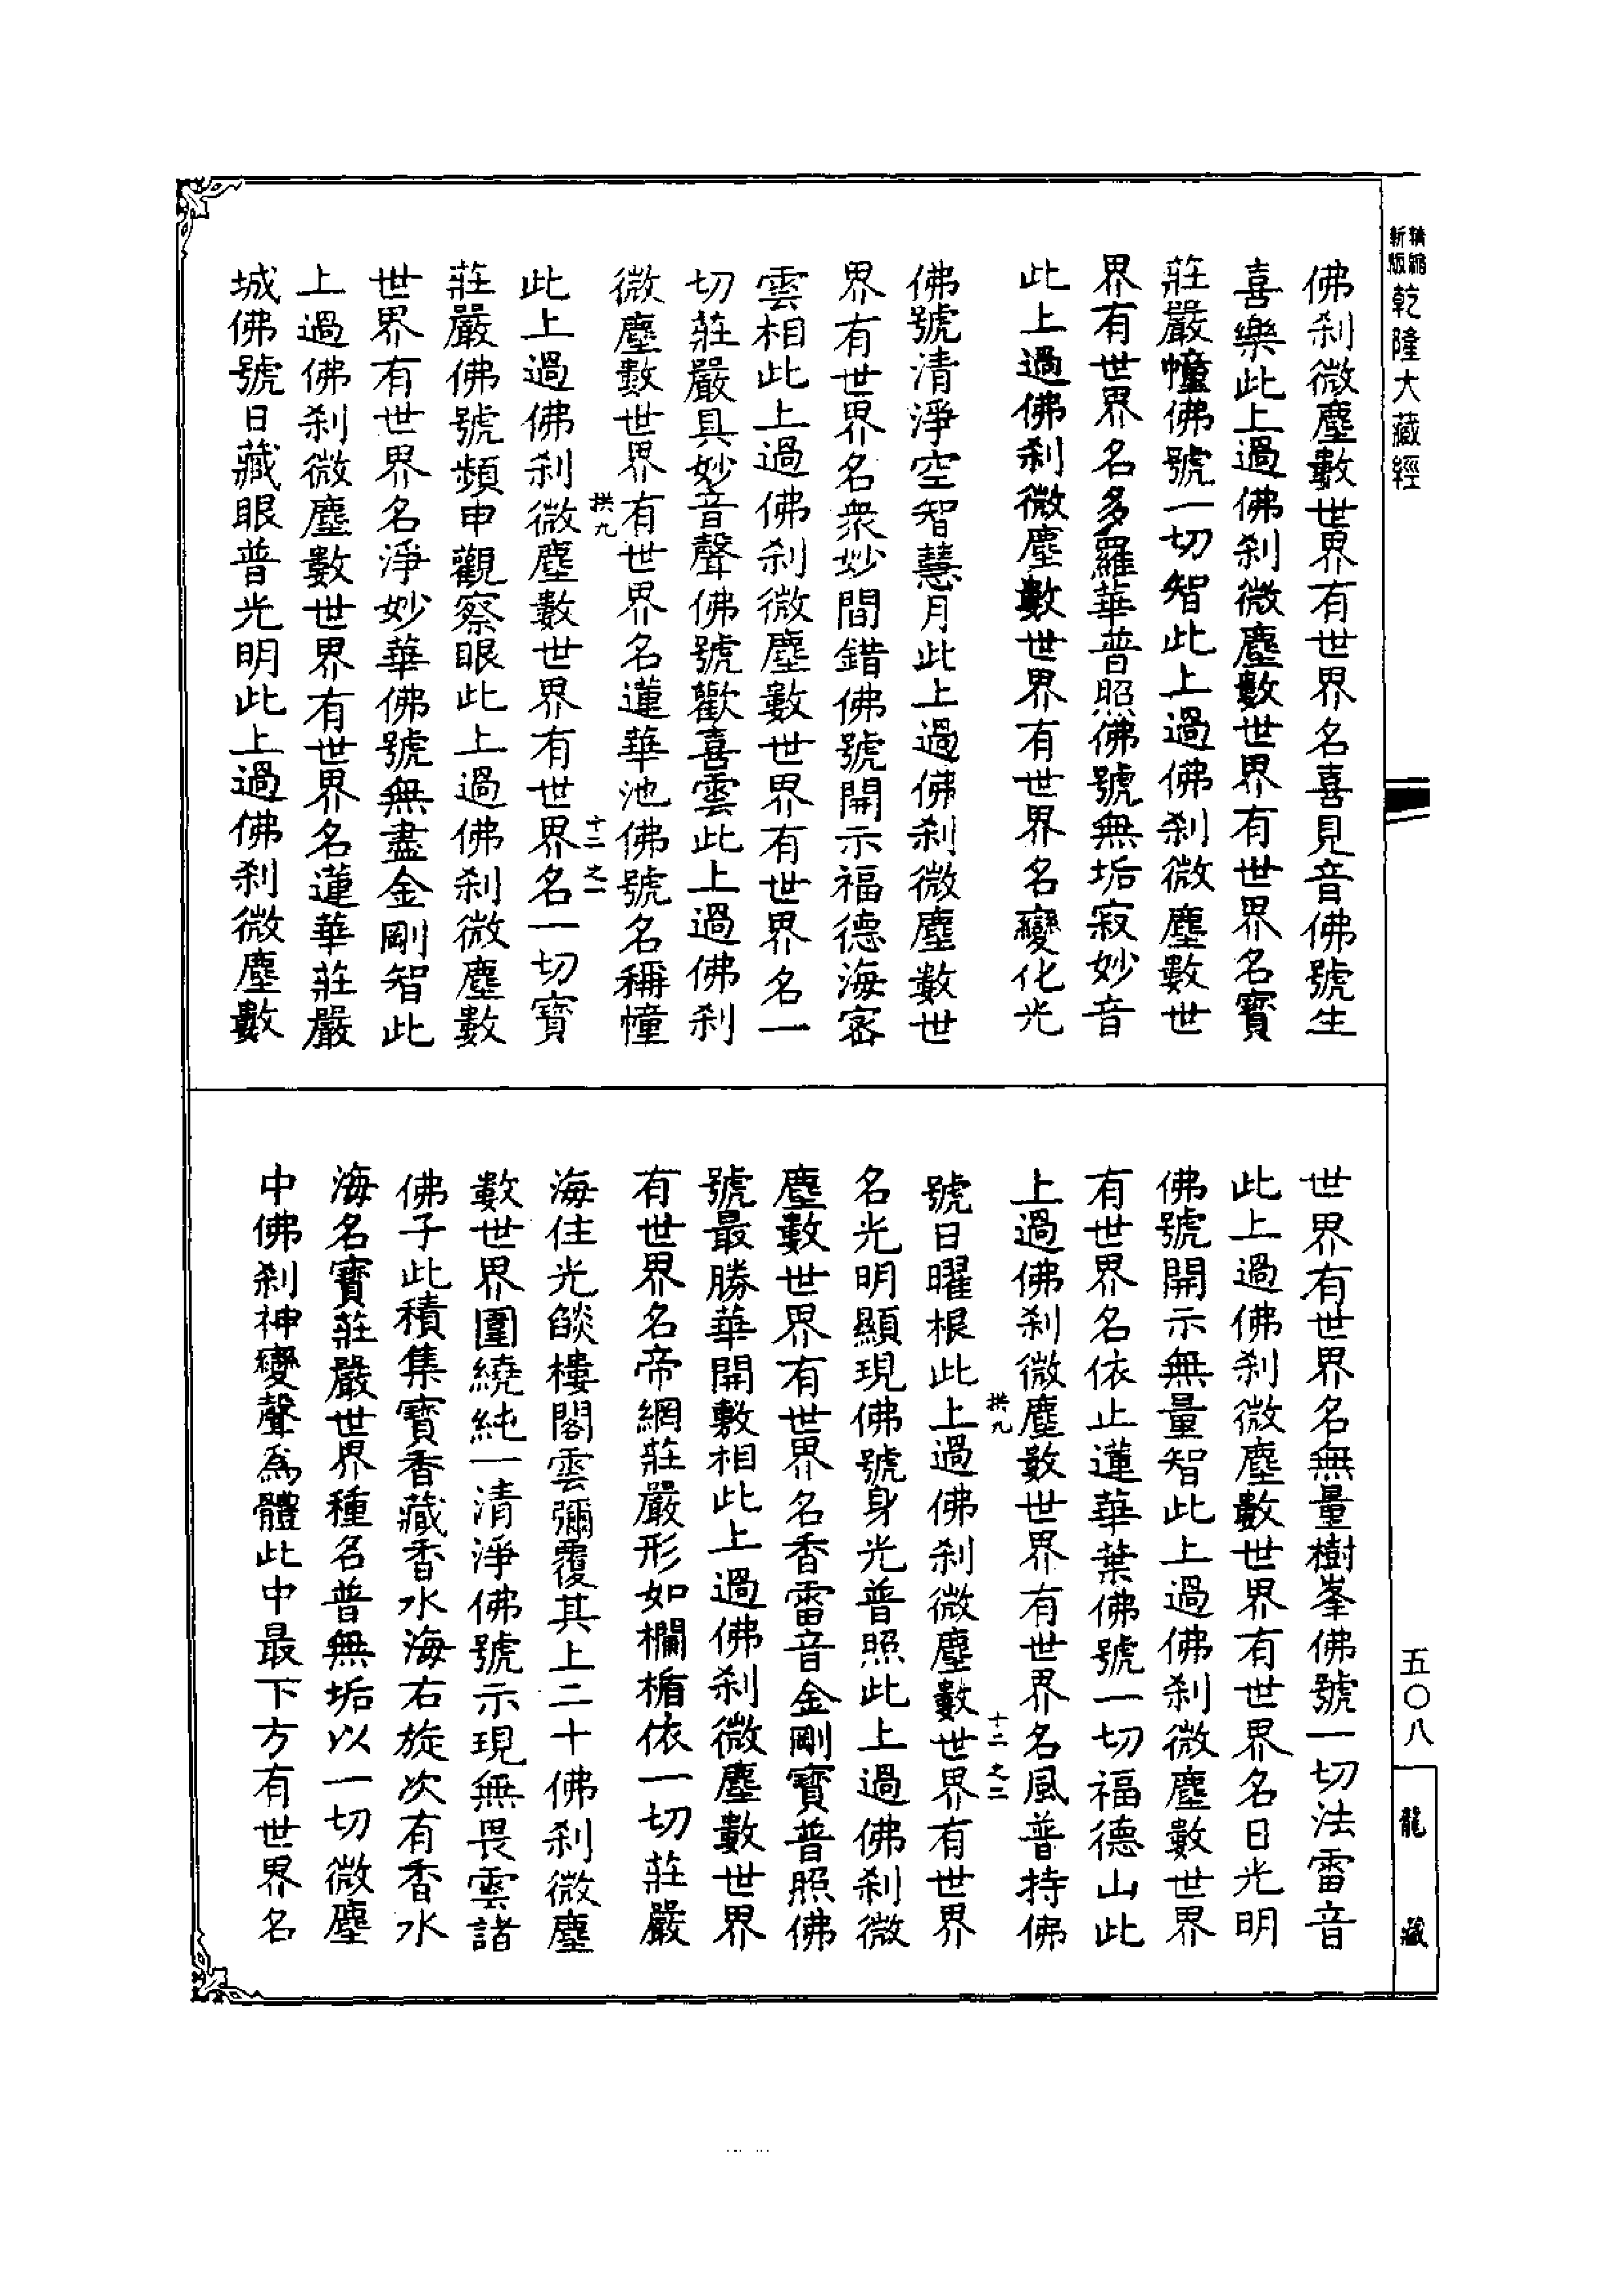 精縮
新版
乾隆大藏經
佛刹微塵數世界有世界名喜見音佛號生
喜樂此上過佛刹微塵數世界有世界名寶
莊嚴幢佛號一切智此上過佛刹微塵數世
界有世界名多羅華普照佛號無垢寂妙音
此上過佛刹微塵數世界有世界名變化光
佛號清淨空智慧月此上過佛刹微塵數世
界有世界名衆妙間錯佛號開示福德海密
雲相此上過佛刹微塵數世界有世界名一
切莊嚴具妙音聲佛號歡喜雲此上過佛刹
微塵數世界有世界名蓮華池佛號名稱幢
拱九
十二 之一
此上過佛刹微塵數世界有世界名一切寶
莊嚴佛號頻申觀察眼此上過佛刹微塵數
世界有世界名淨妙華佛號無盡金剛智此
上過佛刹微塵數世界有世界名蓮華莊嚴
城佛號日藏眼普光明此上過佛刹微塵數
世界有世界名無量樹峯佛號一切法雷音
此上過佛刹微塵數世界有世界名日光明
佛號開示無量智此上過佛刹微塵數世界
有世界名依止蓮華葉佛號一切福德山此
上過佛刹微塵數世界有世界名風普持佛
拱九
十二 之二
號日曜根此上過佛刹微塵數世界有世界
名光明顯現佛號身光普照此上過佛刹微
塵數世界有世界名香雷音金剛寶普照佛
號最勝華開敷相此上過佛刹微塵數世界
有世界名帝網莊嚴形如欄楯依一切莊嚴
海住光燄樓閣雲彌覆其上二十佛刹微塵
數世界圍繞純一清淨佛號示現無畏雲諸
佛子此積集寶香藏香水海右旋次有香水
海名寶莊嚴世界種名普無垢以一切微塵
中佛刹神變聲為體此中最下方有世界名
五〇八
龍藏